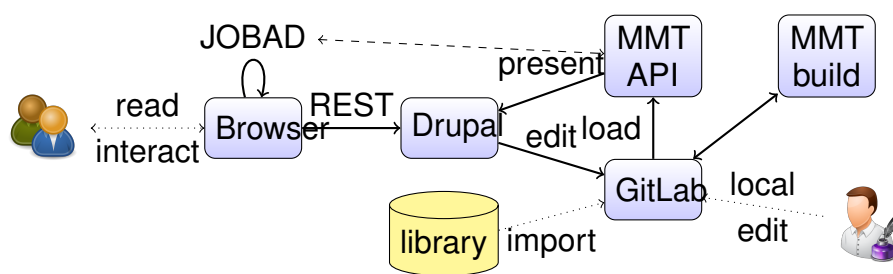 JOBAD
MMT
API
MMT
build
present
read
interact
Browser
REST
Drupal
edit
load
GitLab
local
edit
library
import